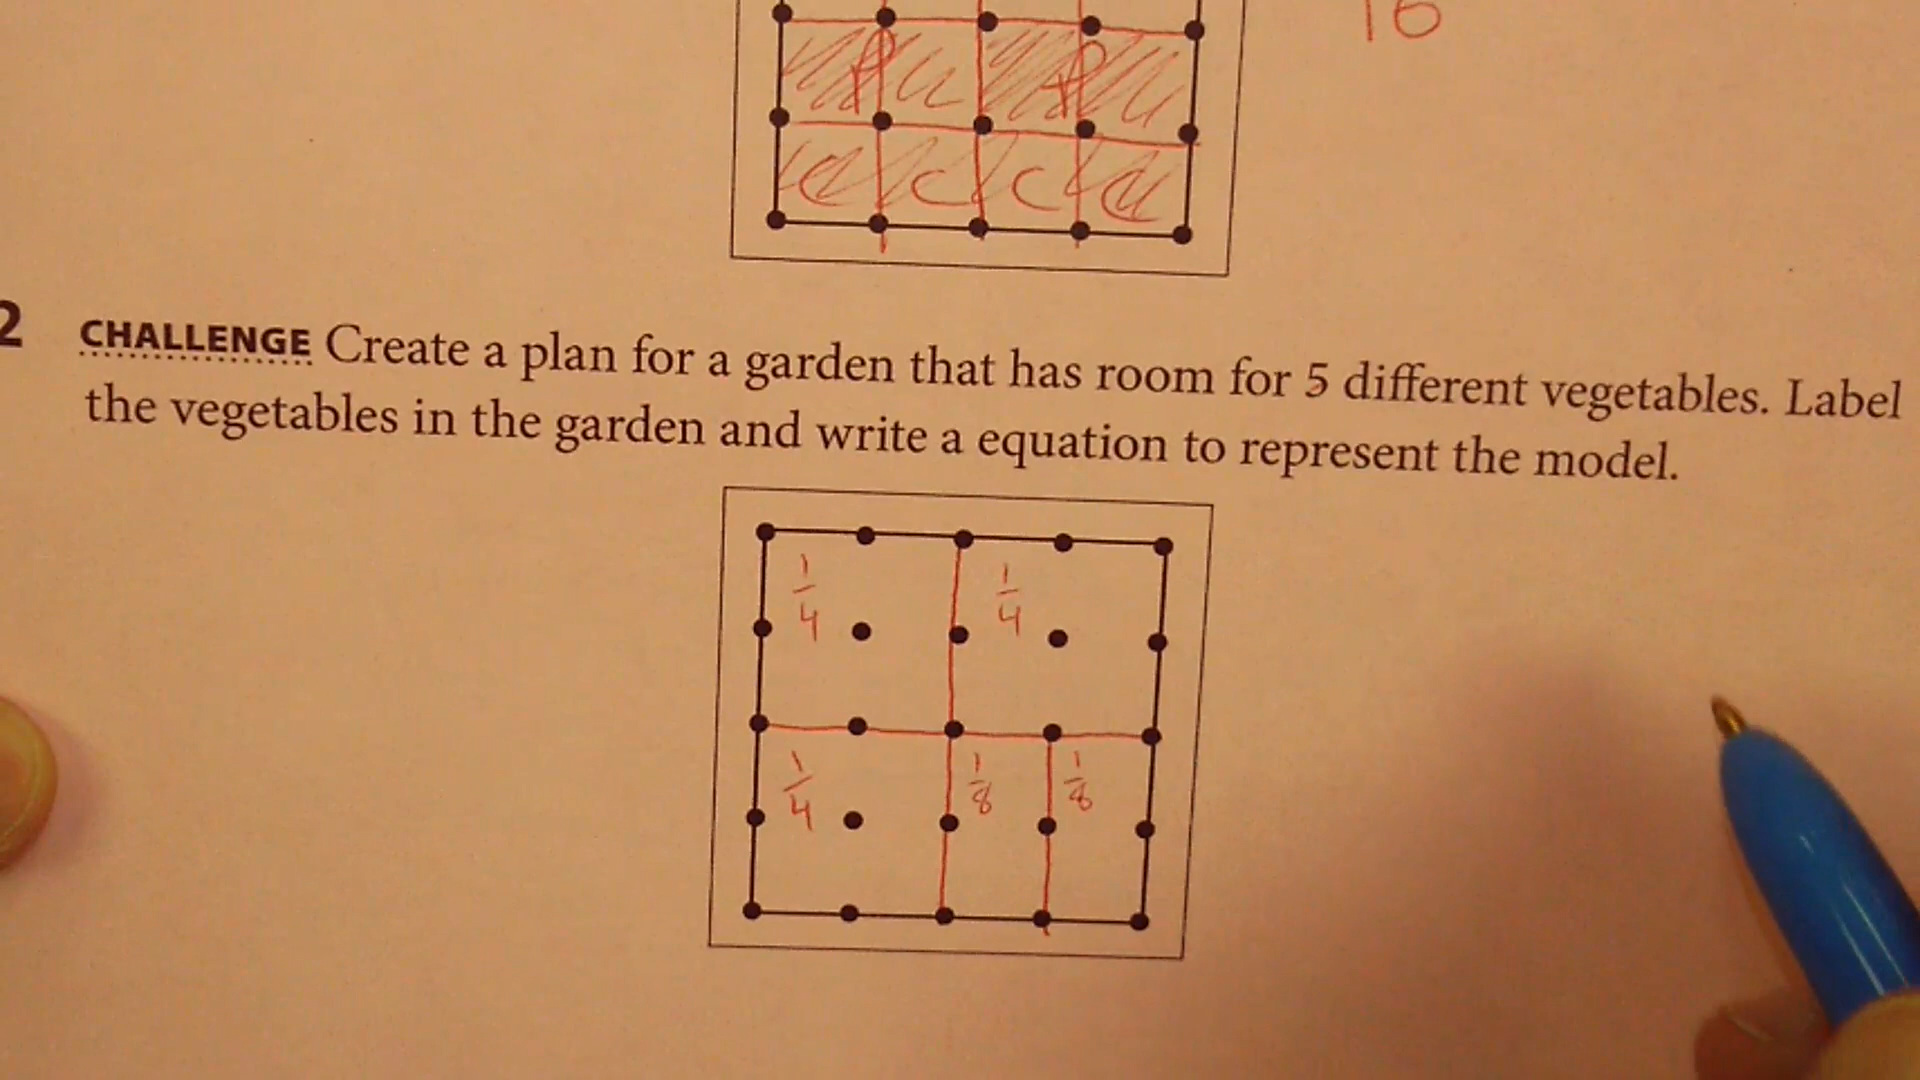 16
P P
C C C C
2 CHALLENGE Create a plan for a garden that has room for 5 different vegetables. Label
the vegetables in the garden and write a equation to represent the model.
1/4 1/4
1/4 1/8 1/8